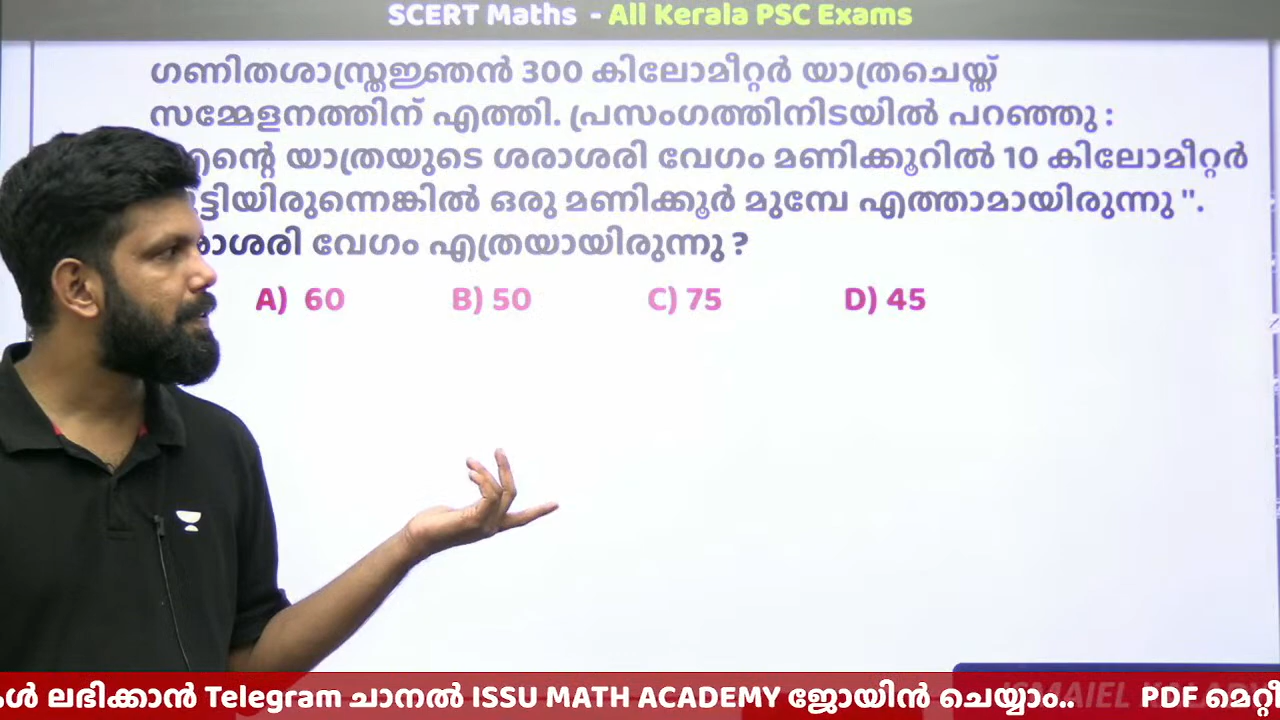 SCERT Maths - All Kerala PSC Exams
ഗണിതശാസ്ത്രജ്ഞൻ 300 കിലോമീറ്റർ യാത്രചെയ്ത്
സമ്മേളനത്തിന് എത്തി. പ്രസംഗത്തിനിടയിൽ പറഞ്ഞു :
എന്റെ യാത്രയുടെ ശരാശരി വേഗം മണിക്കൂറിൽ 10 കിലോമീറ്റർ
ഒരു മണിക്കൂർ മുമ്പേ എത്താമായിരുന്നു ".
വേഗം എത്രയായിരുന്നു ?
A) 60 B) 50 C) 75 D) 45
ലഭിക്കാൻ Telegram ചാനൽ ISSU MATH ACADEMY ജോയിൻ ചെയ്യാം.. PDF